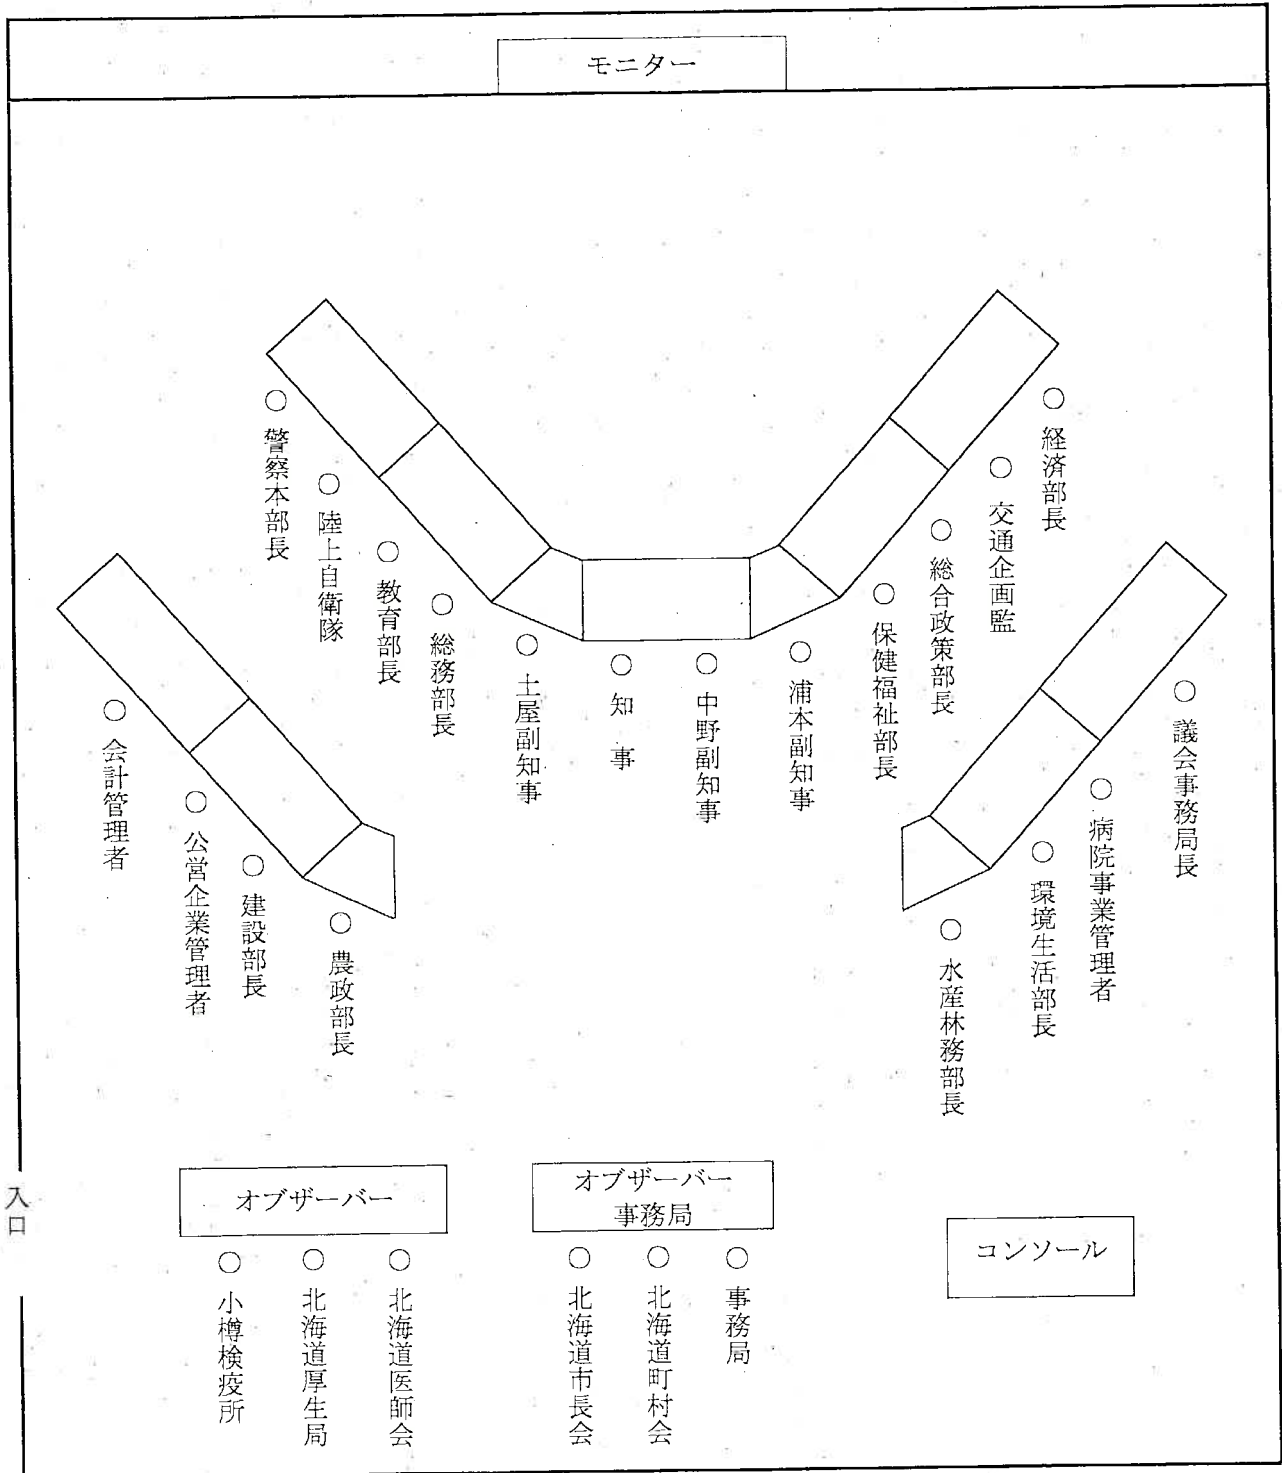 モニター
○ 警察本部長
○ 陸上自衛隊
○ 教育部長
○ 総務部長
○ 土屋副知事
○ 知事
○ 中野副知事
○ 浦本副知事
○ 保健福祉部長
○ 総合政策部長
○ 交通企画監
○ 経済部長
○ 会計管理者
○ 公営企業管理者
○ 建設部長
○ 農政部長
○ 水産林務部長
○ 環境生活部長
○ 病院事業管理者
○ 議会事務局長
入口
オブザーバー
○ 小樽検疫所
○ 北海道厚生局
○ 北海道医師会
オブザーバー
事務局
○ 北海道市長会
○ 北海道町村会
○ 事務局
コンソール